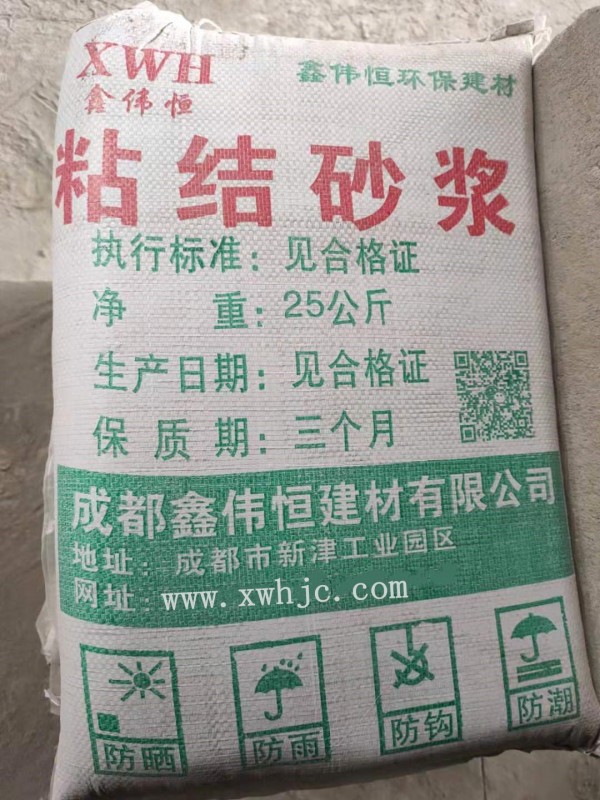 XWH
鑫伟恒
鑫伟恒环保建材
粘结砂浆
执行标准：见合格证
净 重：25公斤
生产日期：见合格证
保质期：三个月
成都鑫伟恒建材有限公司
地址：成都市新津工业园区
网址：www.xwhjc.com
防晒
防雨
防钩
防潮